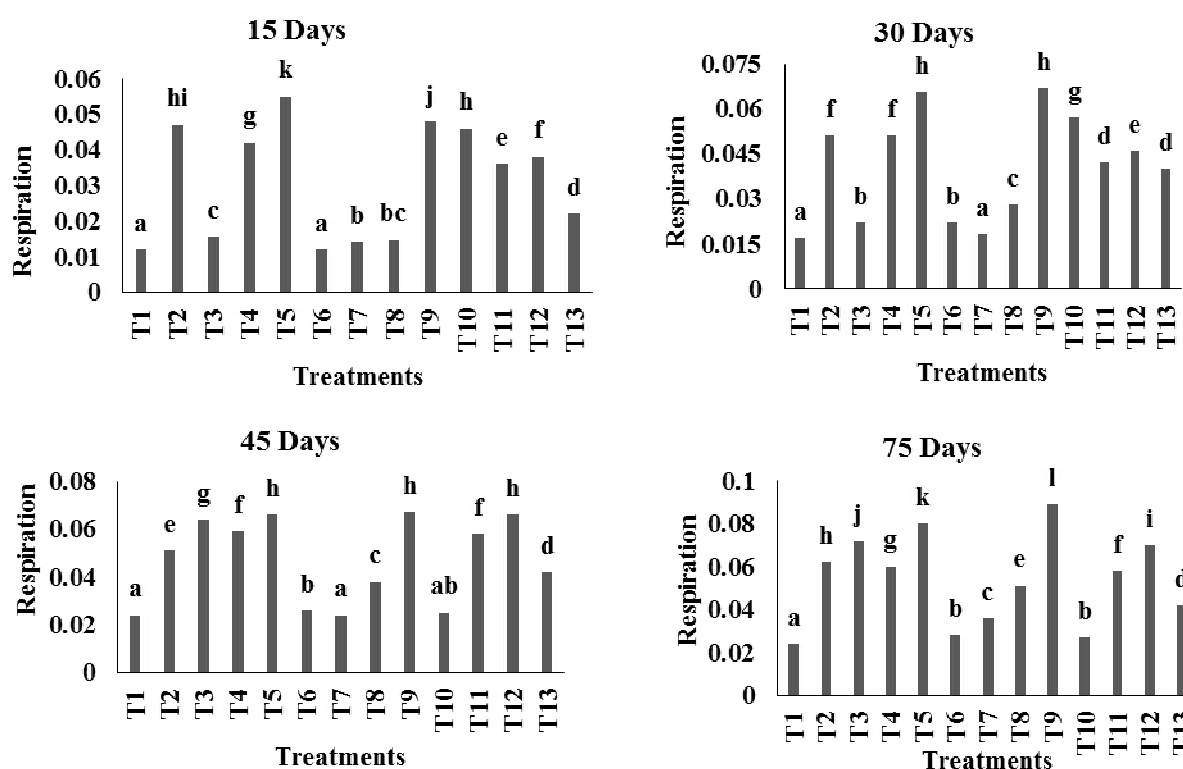 15 Days
Respiration
0.06
0.05
0.04
0.03
0.02
0.01
0
a hi c g k a b bc j h e f d
T1 T2 T3 T4 T5 T6 T7 T8 T9 T10 T11 T12 T13
Treatments
30 Days
Respiration
0.075
0.06
0.045
0.03
0.015
0
a f b f h b a c h g d e d
T1 T2 T3 T4 T5 T6 T7 T8 T9 T10 T11 T12 T13
Treatments
45 Days
Respiration
0.08
0.06
0.04
0.02
0
a e g f h b a c h ab f h d
T1 T2 T3 T4 T5 T6 T7 T8 T9 T10 T11 T12 T13
Treatments
75 Days
Respiration
0.1
0.08
0.06
0.04
0.02
0
a h j g k b c e l b f i d
T1 T2 T3 T4 T5 T6 T7 T8 T9 T10 T11 T12 T13
Treatments